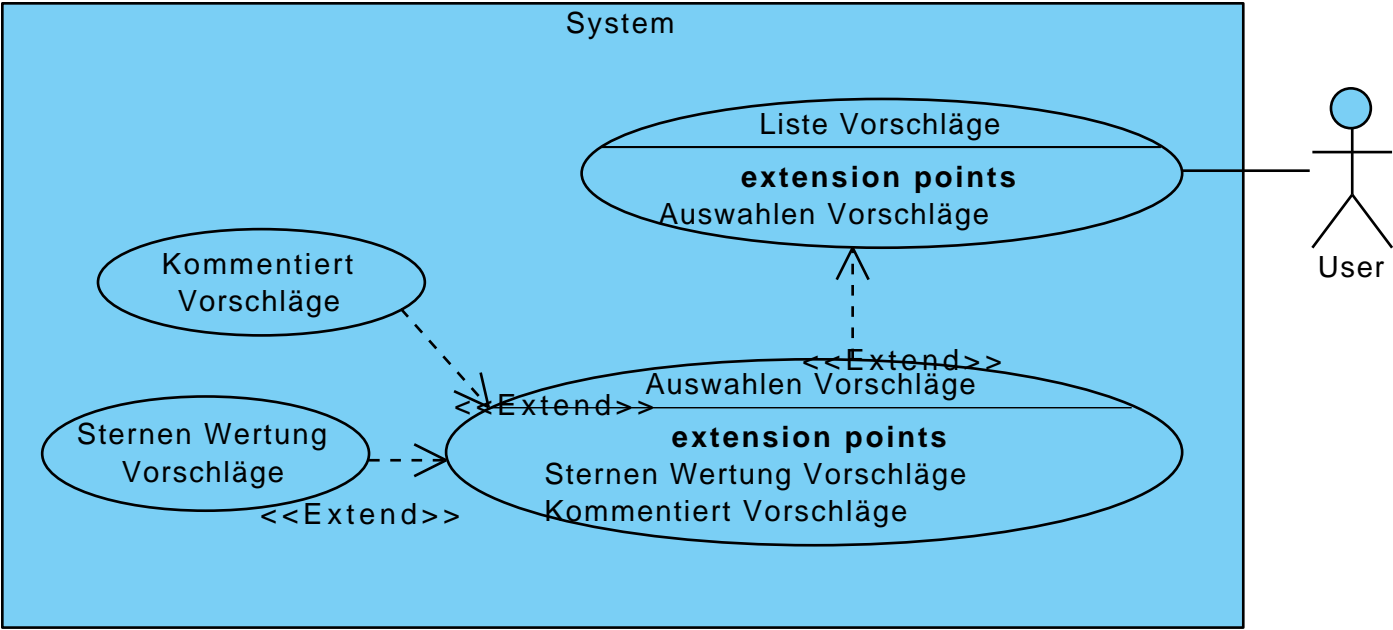 System
Liste Vorschläge
extension points
Auswahlen Vorschläge
User
Kommentiert
Vorschläge
<<Extend>>
Auswahlen Vorschläge
<<Extend>>
extension points
Sternen Wertung Vorschläge
Kommentiert Vorschläge
Sternen Wertung
Vorschläge
<<Extend>>